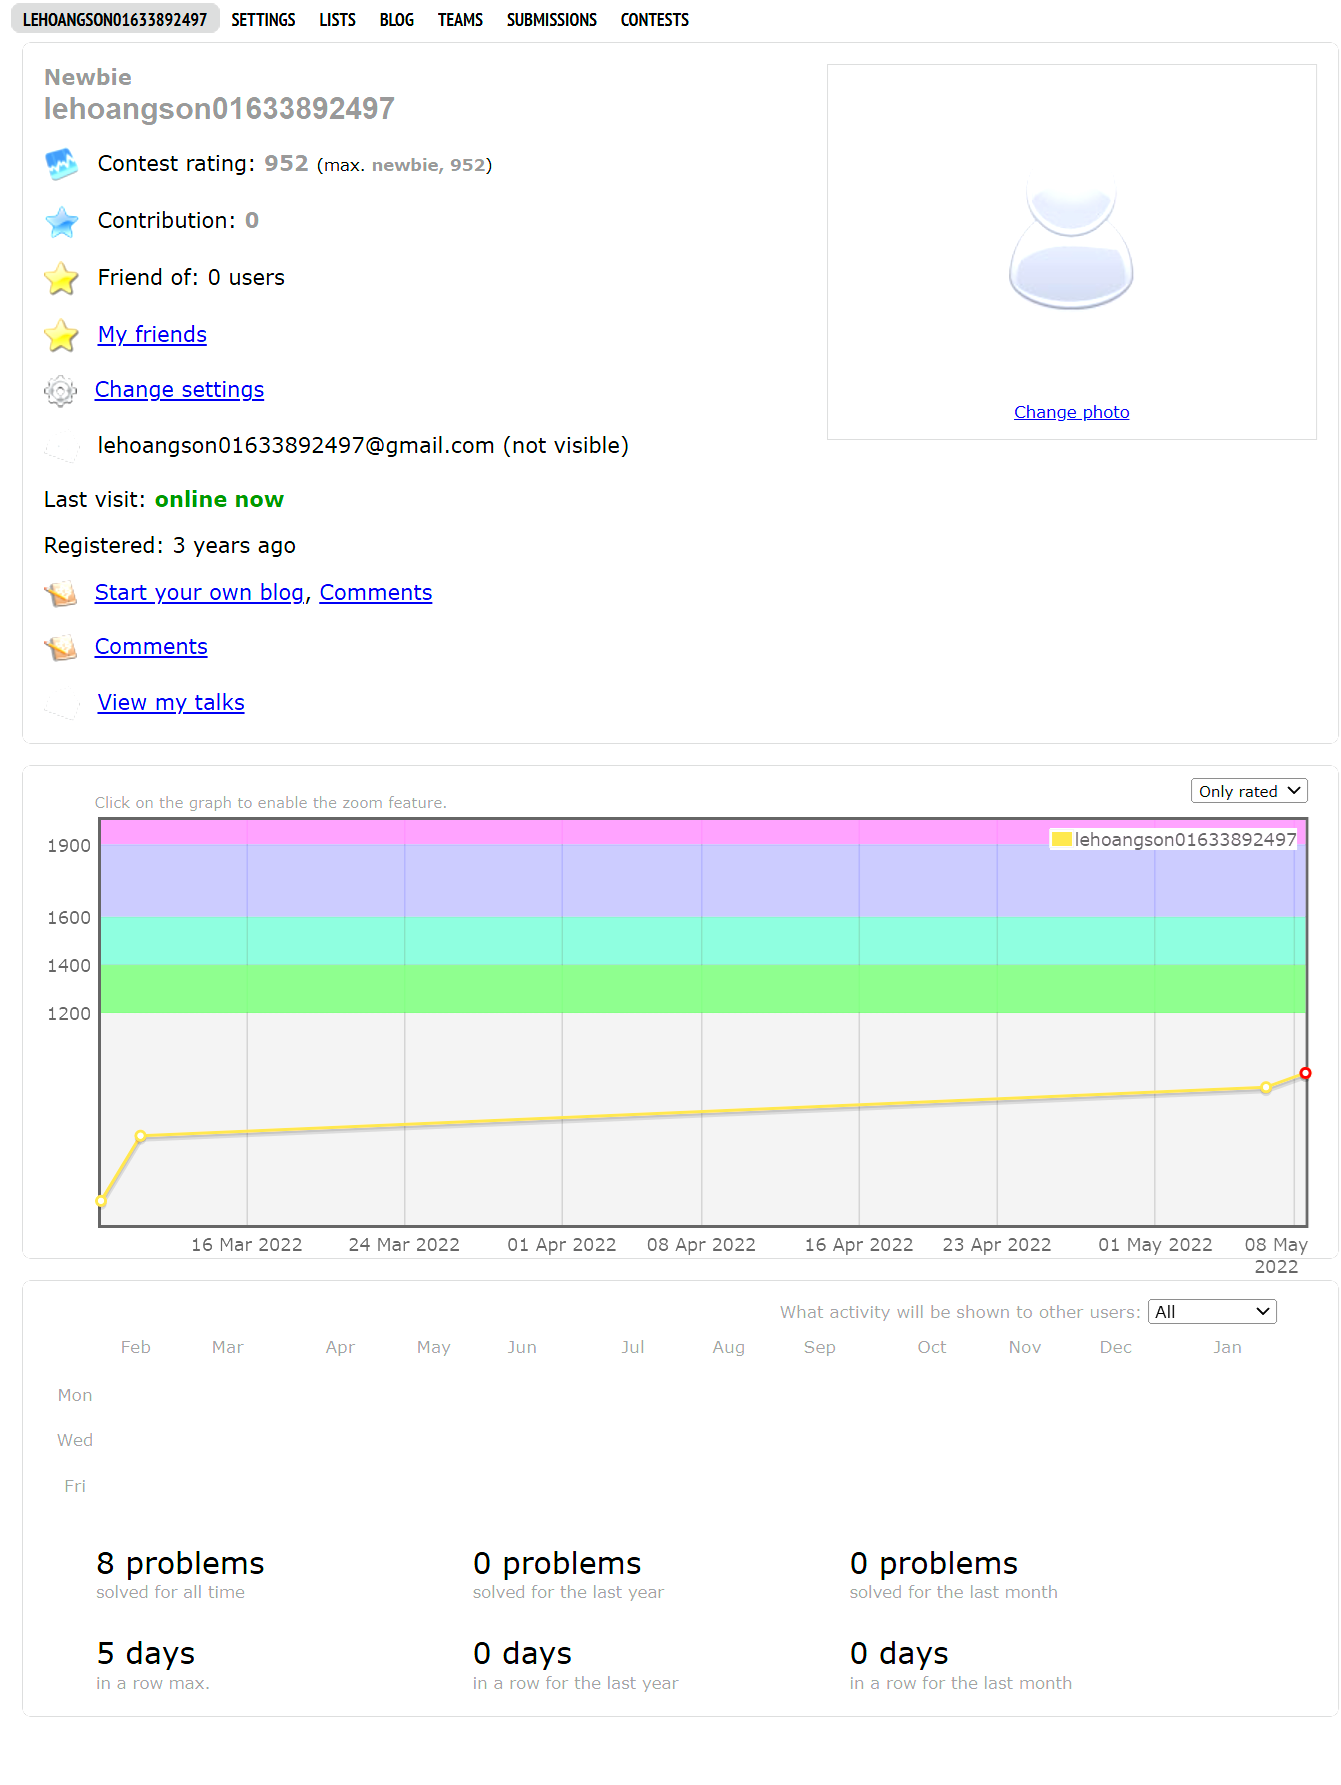 LEHOANGSON01633892497 SETTINGS LISTS BLOG TEAMS SUBMISSIONS CONTESTS
Newbie
lehoangson01633892497
Contest rating: 952 (max. newbie, 952)
Contribution: 0
Friend of: 0 users
My friends
Change settings
lehoangson01633892497@gmail.com (not visible)
Last visit: online now
Registered: 3 years ago
Start your own blog, Comments
Comments
View my talks
Change photo
Click on the graph to enable the zoom feature.
Only rated
lehoangson01633892497
1900
1600
1400
1200
16 Mar 2022 24 Mar 2022 01 Apr 2022 08 Apr 2022 16 Apr 2022 23 Apr 2022 01 May 2022 08 May
2022
What activity will be shown to other users: All
Feb Mar Apr May Jun Jul Aug Sep Oct Nov Dec Jan
Mon
Wed
Fri
8 problems 0 problems 0 problems
solved for all time solved for the last year solved for the last month
5 days 0 days 0 days
in a row max. in a row for the last year in a row for the last month